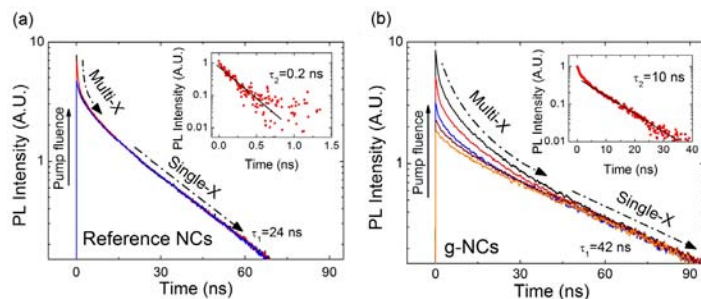 (a)
10
1
PL Intensity (A.U.)
Pump fluence
Multi-X
Single-X
τ1=24 ns
Reference NCs
0 30 60 90
Time (ns)
PL Intensity (A.U.)
1
0.1
0.01
τ2=0.2 ns
0.0 0.5 1.0 1.5
Time (ns)
(b)
10
1
PL Intensity (A.U.)
Pump fluence
Multi-X
Single-X
τ1=42 ns
g-NCs
0 30 60 90
Time (ns)
PL Intensity (A.U.)
1
0.1
0.01
τ2=10 ns
0 10 20 30 40
Time (ns)